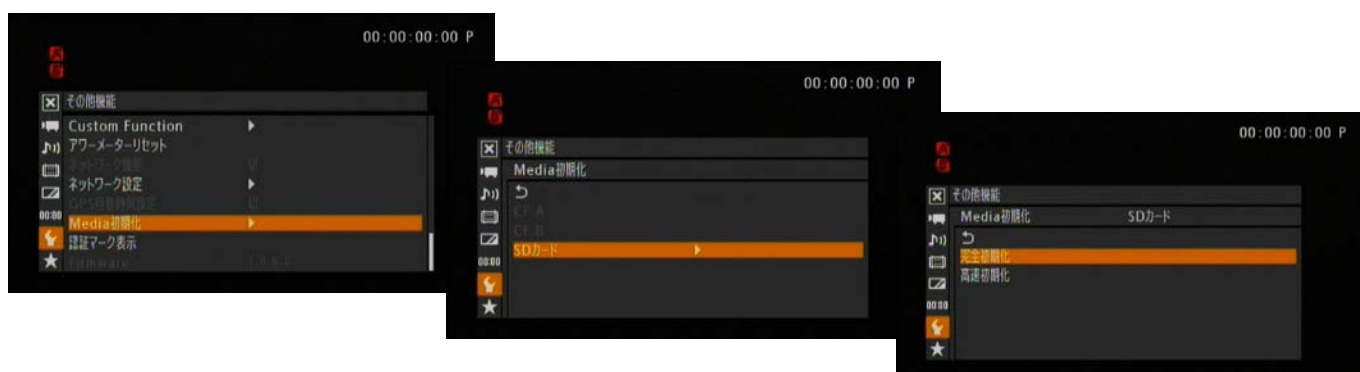 00:00:00:00 P
A
B
その他機能
Custom Function
アワーメーターリセット
ネットワーク設定
00:00
Media初期化
認証マーク表示
Firmware
00:00:00:00 P
A
B
その他機能
Media初期化
CF A
CF B
SDカード
00:00
00:00:00:00 P
A
B
その他機能
Media初期化 SDカード
完全初期化
高速初期化
00:00